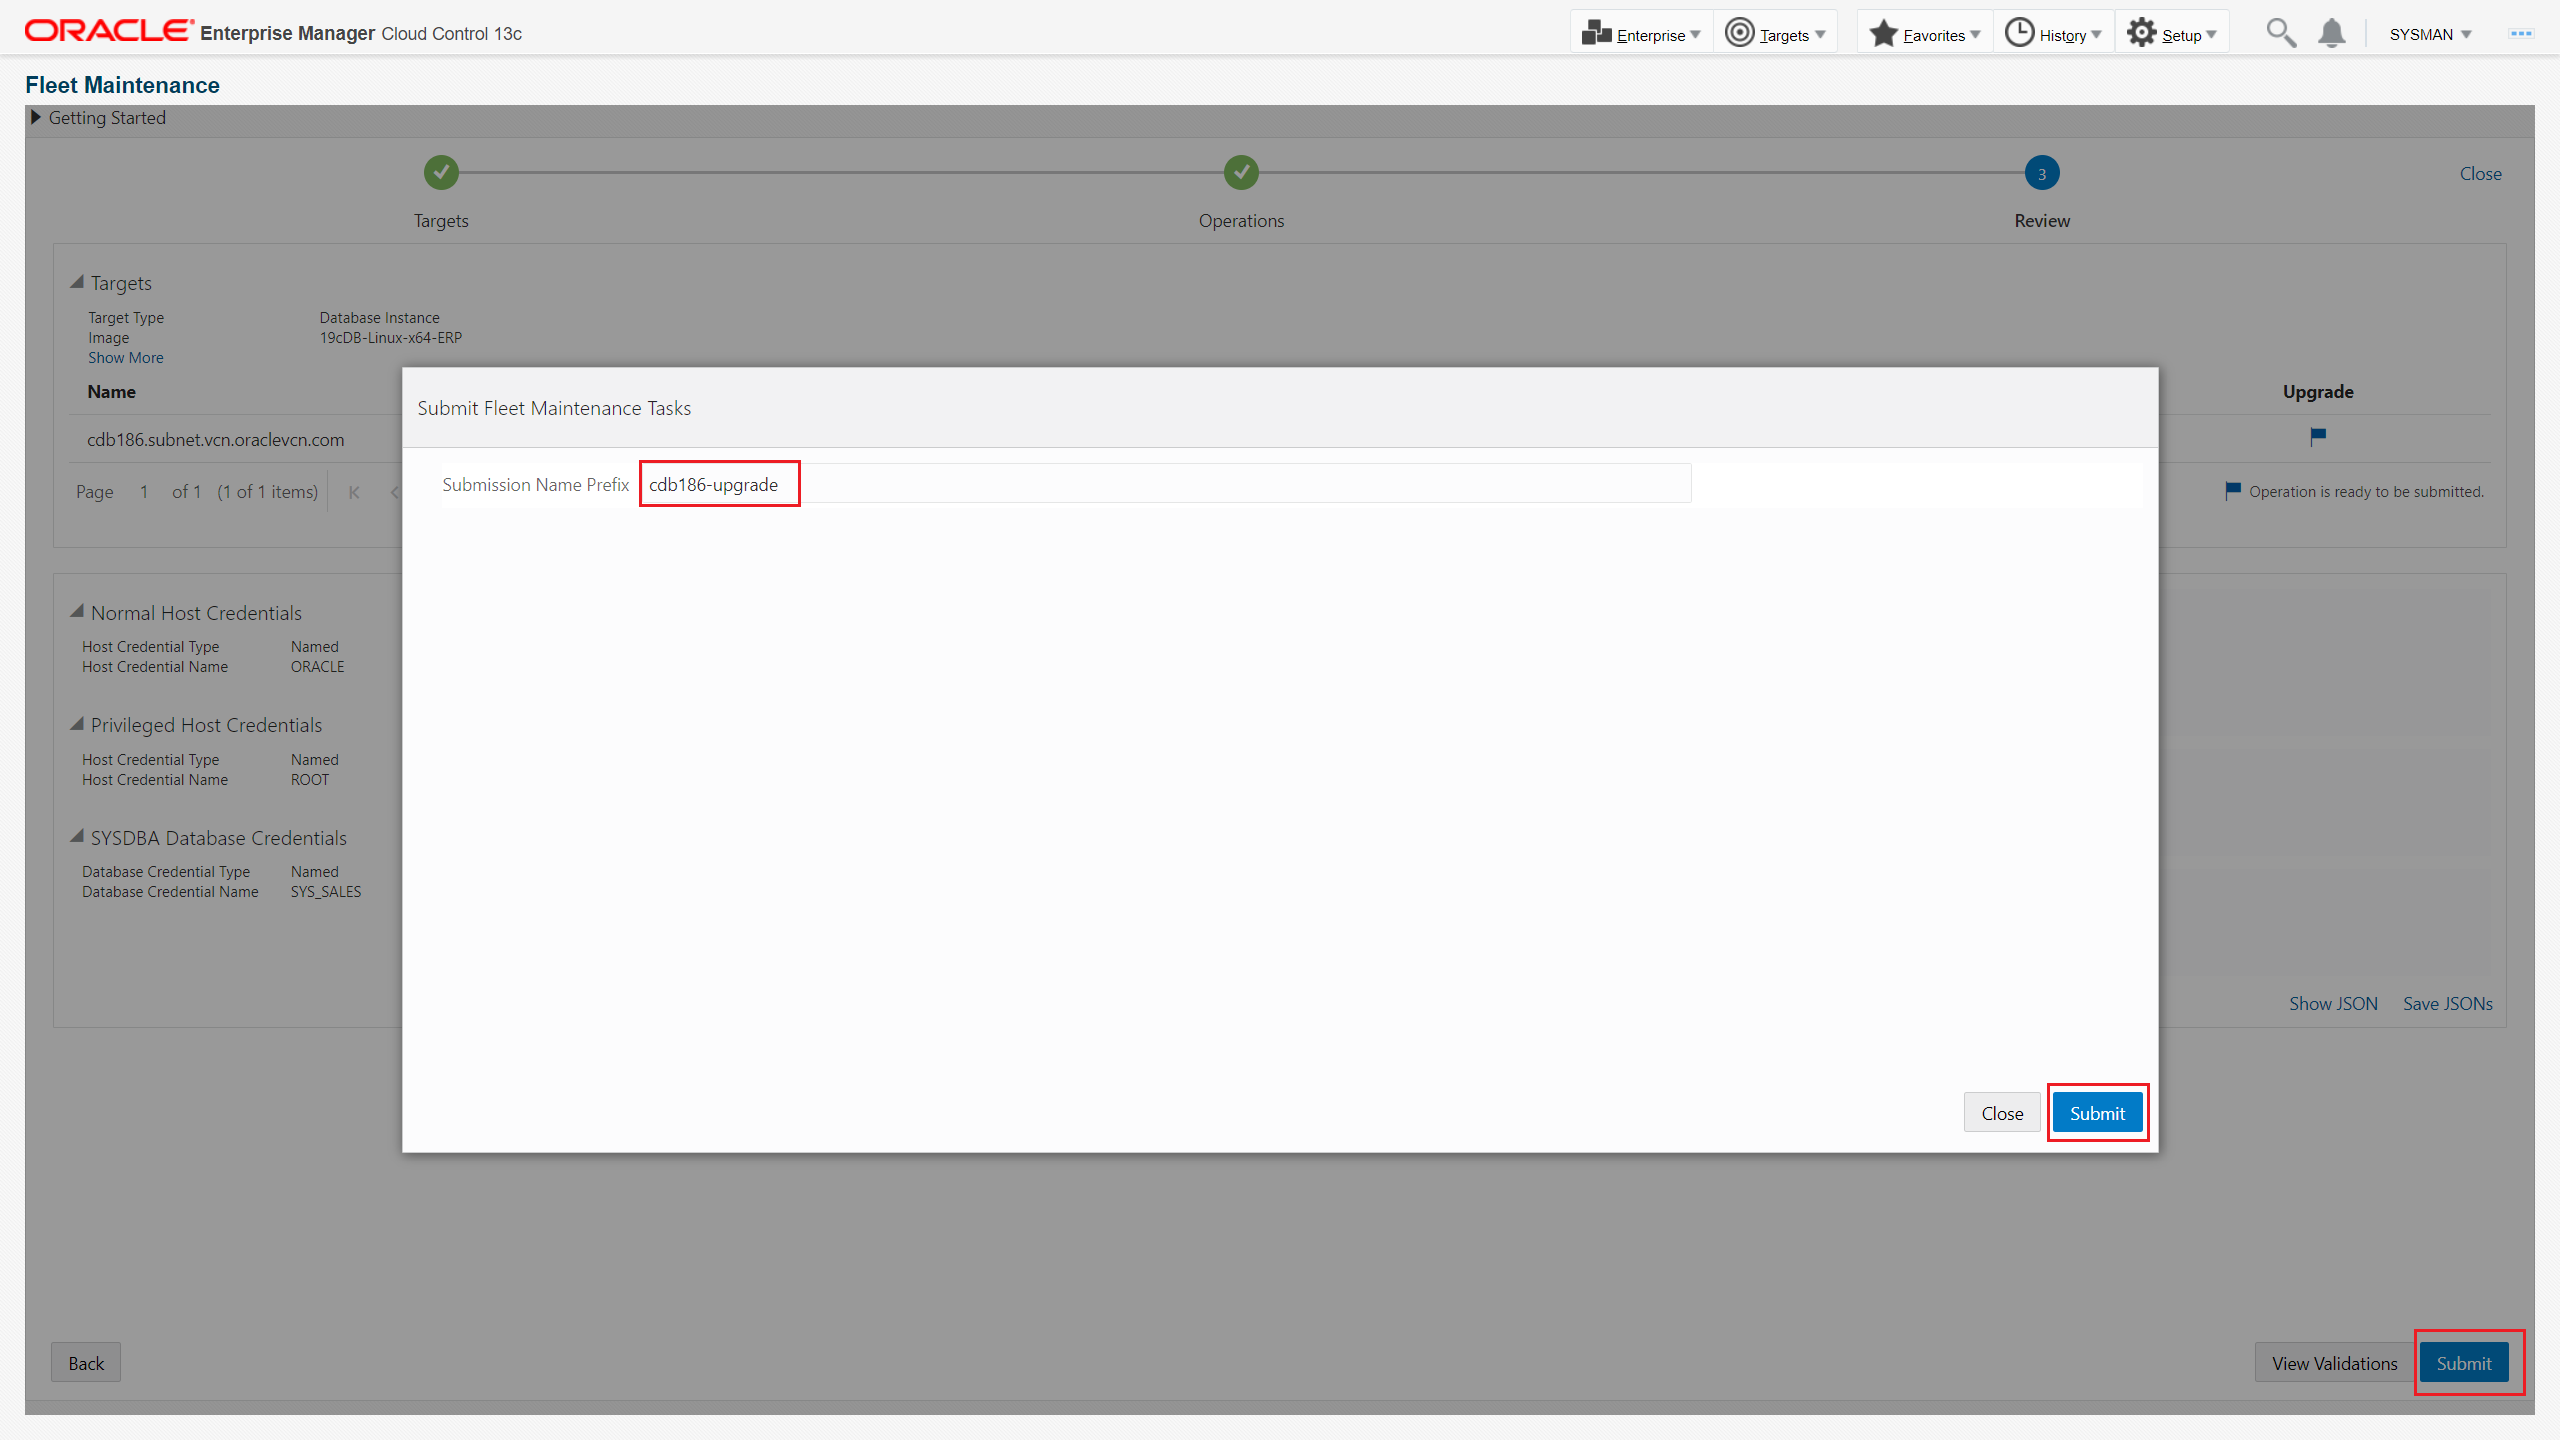 ORACLE Enterprise Manager Cloud Control 13c
Enterprise Targets Favorites History Setup SYSMAN
Fleet Maintenance
Getting Started
3
Close
Targets Operations Review
Targets
Target Type Database Instance
Image 19cDB-Linux-x64-ERP
Show More
Name Upgrade
cdb186.subnet.vcn.oraclevcn.com
Page 1 of 1 (1 of 1 items)
Operation is ready to be submitted.
Submit Fleet Maintenance Tasks
Submission Name Prefix cdb186-upgrade
Close Submit
Normal Host Credentials
Host Credential Type Named
Host Credential Name ORACLE
Privileged Host Credentials
Host Credential Type Named
Host Credential Name ROOT
SYSDBA Database Credentials
Database Credential Type Named
Database Credential Name SYS_SALES
Show JSON Save JSONs
Back View Validations Submit